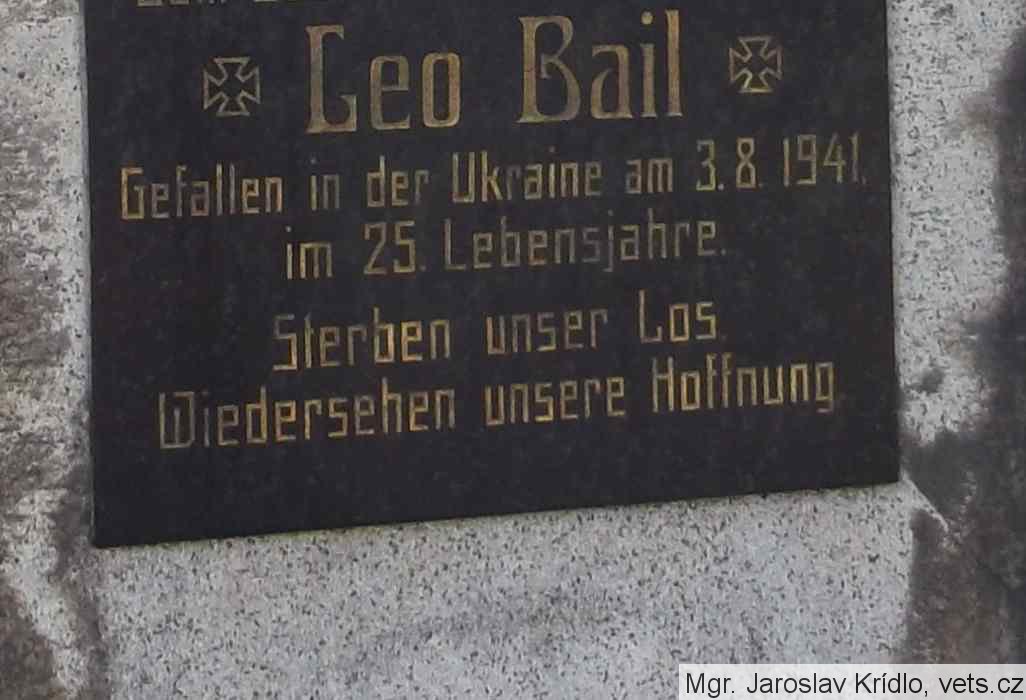 Leo Bail
Gefallen in der Ukraine am 3.8.1941.
im 25. Lebensjahre.
Sterben unser Los.
Wiedersehen unsere Hoffnung.
Mgr. Jaroslav Krídlo, vets.cz